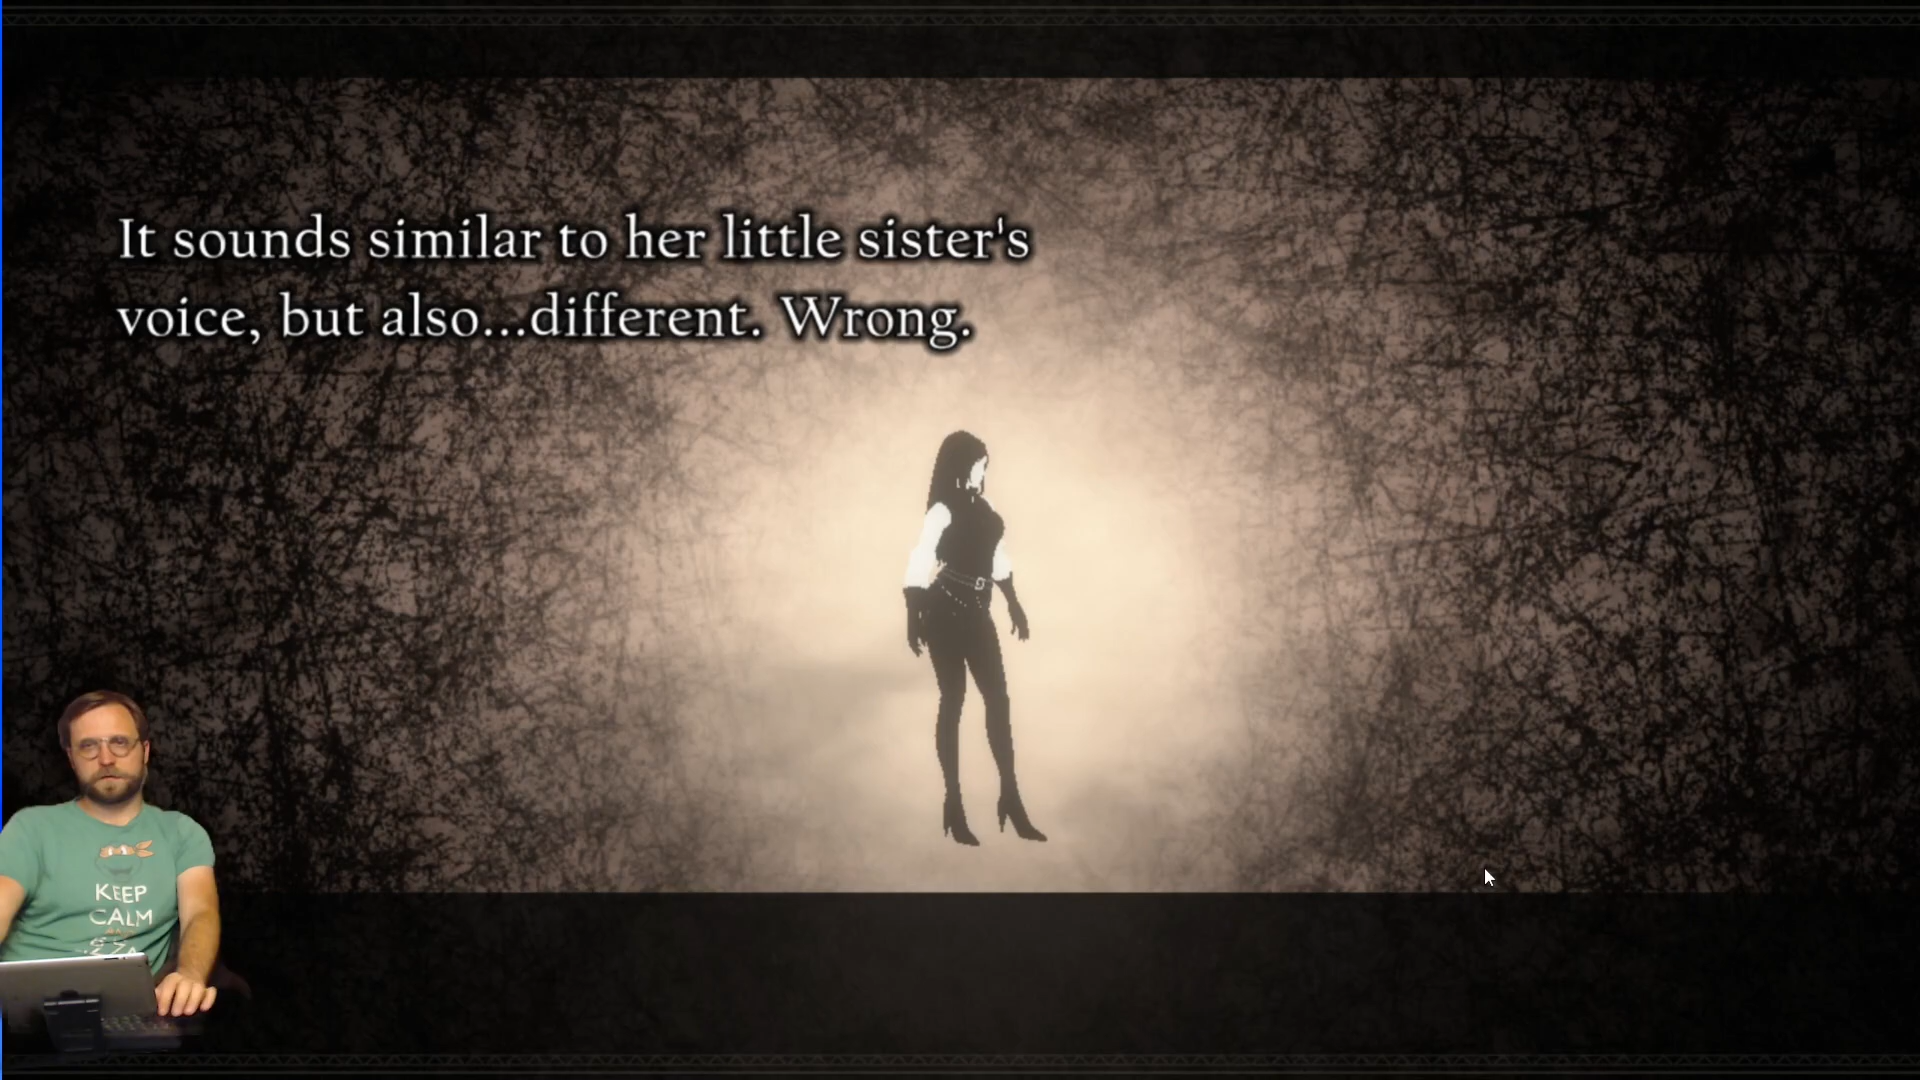 It sounds similar to her little sister's
voice, but also...different. Wrong.
KEEP
CALM